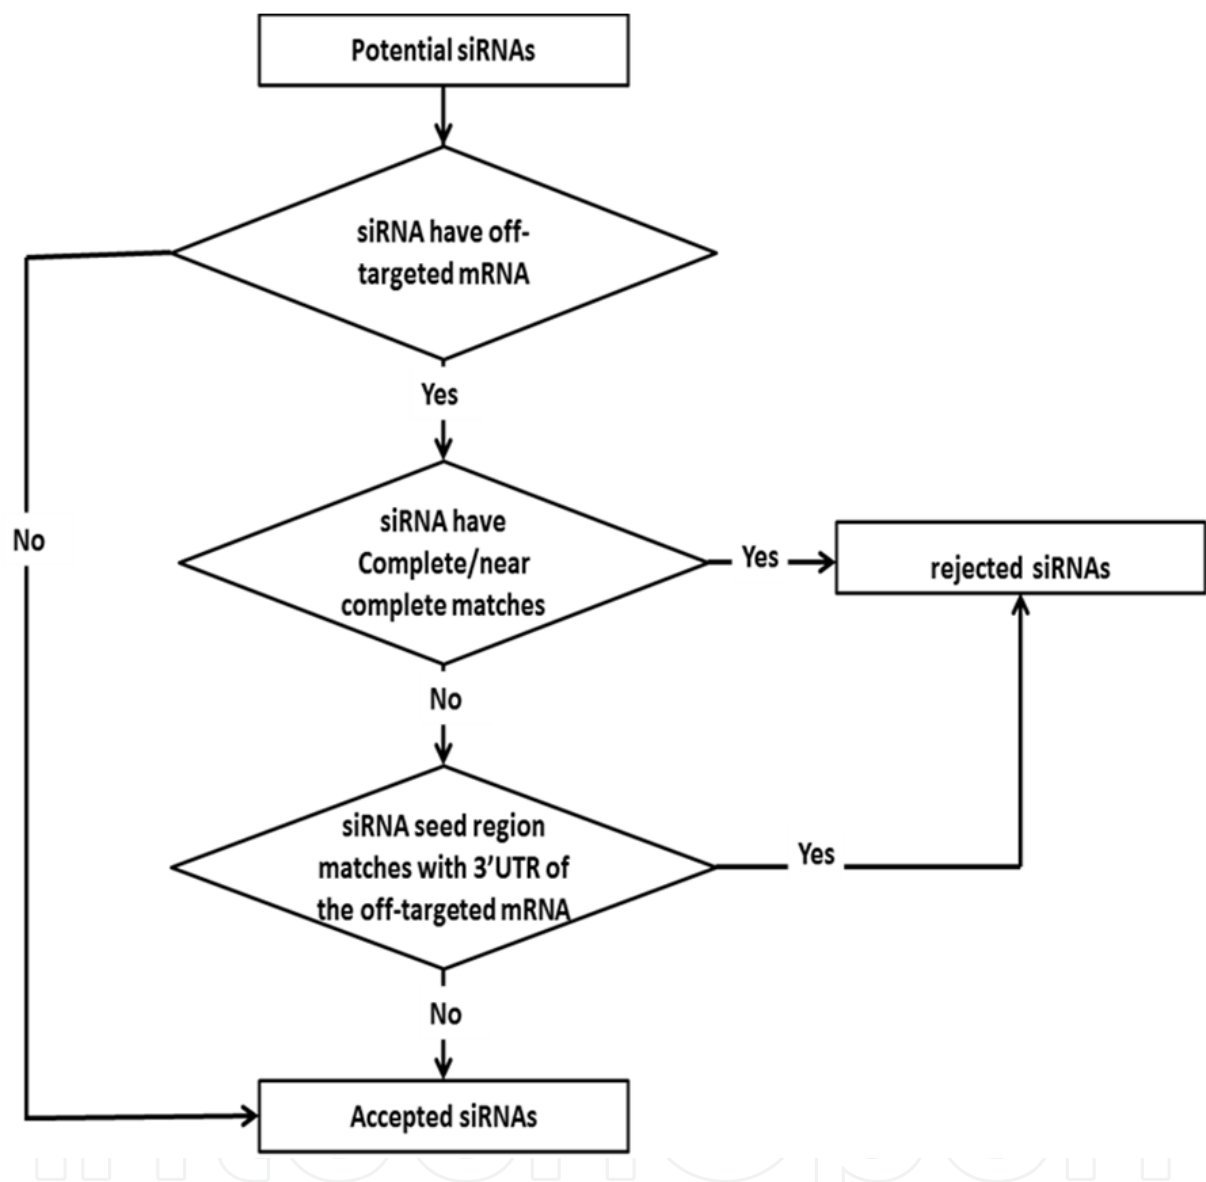 Potential siRNAs
siRNA have off-
targeted mRNA
Yes
No
siRNA have
Complete/near
complete matches
Yes
rejected siRNAs
No
siRNA seed region
matches with 3'UTR of
the off-targeted mRNA
Yes
No
Accepted siRNAs